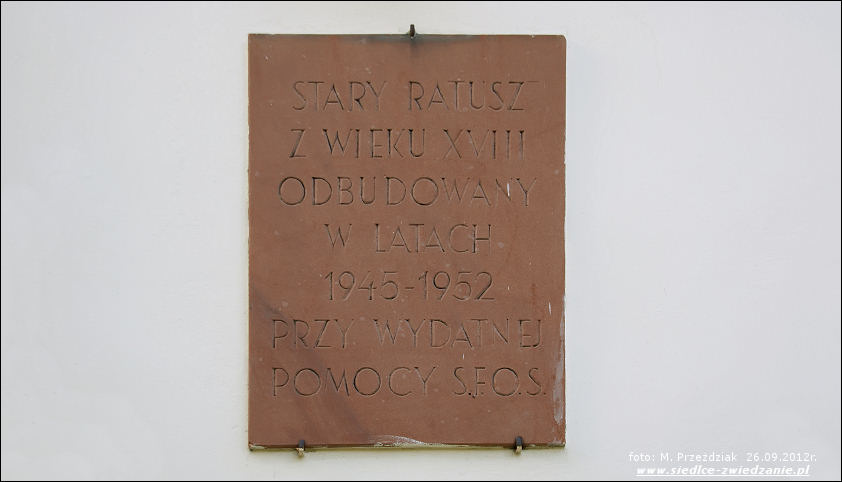 STARY RATUSZ
Z WIEKU XVIII
ODBUDOWANY
W LATACH
1945-1952
PRZY WYDATNEJ
POMOCY S.F.O.S.
foto: M. Przeździak 26.09.2012r.
www.siedlce-zwiedzanie.pl